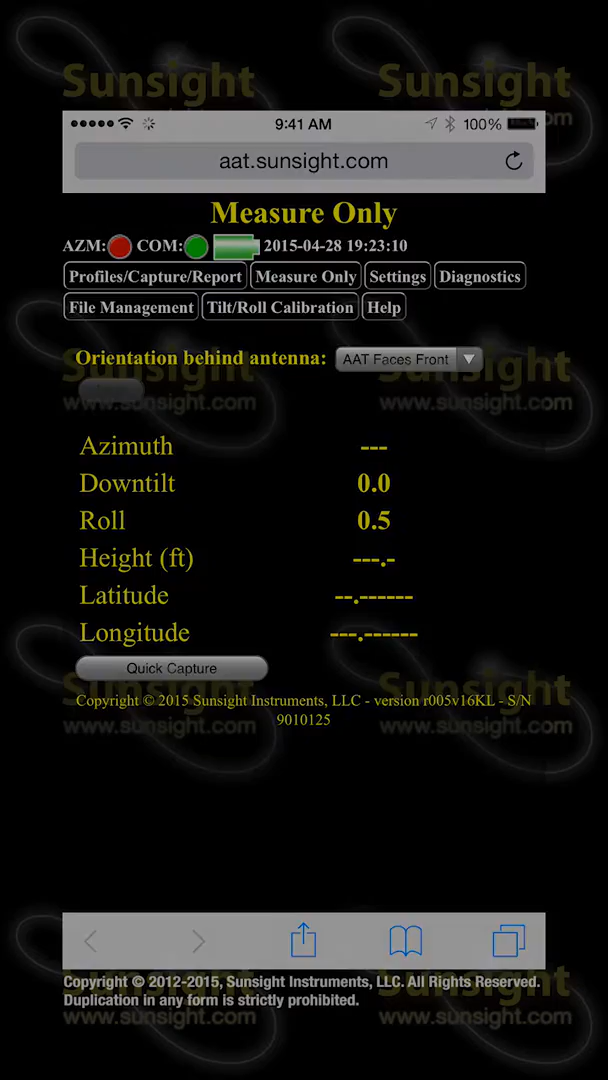 Sunsight Sunsight
9:41 AM 100%
om
aat.sunsight.com
Measure Only
AZM: COM: 2015-04-28 19:23:10
Profiles/Capture/Report Measure Only Settings Diagnostics
File Management Tilt/Roll Calibration Help
Orientation behind antenna: AAT Faces Front
www.sunsight.com www.sunsight.com
Azimuth ---
Downtilt 0.0
Roll 0.5
Height (ft) ---.-
Latitude --.------
Longitude ---.------
Quick Capture
Copyright © 2015 Sunsight Instruments, LLC - version r005v16KL - S/N
9010125
www.sunsight.com www.sunsight.com
Copyright © 2012-2015, Sunsight Instruments, LLC. All Rights Reserved.
Duplication in any form is strictly prohibited.
www.sunsight.com www.sunsight.com